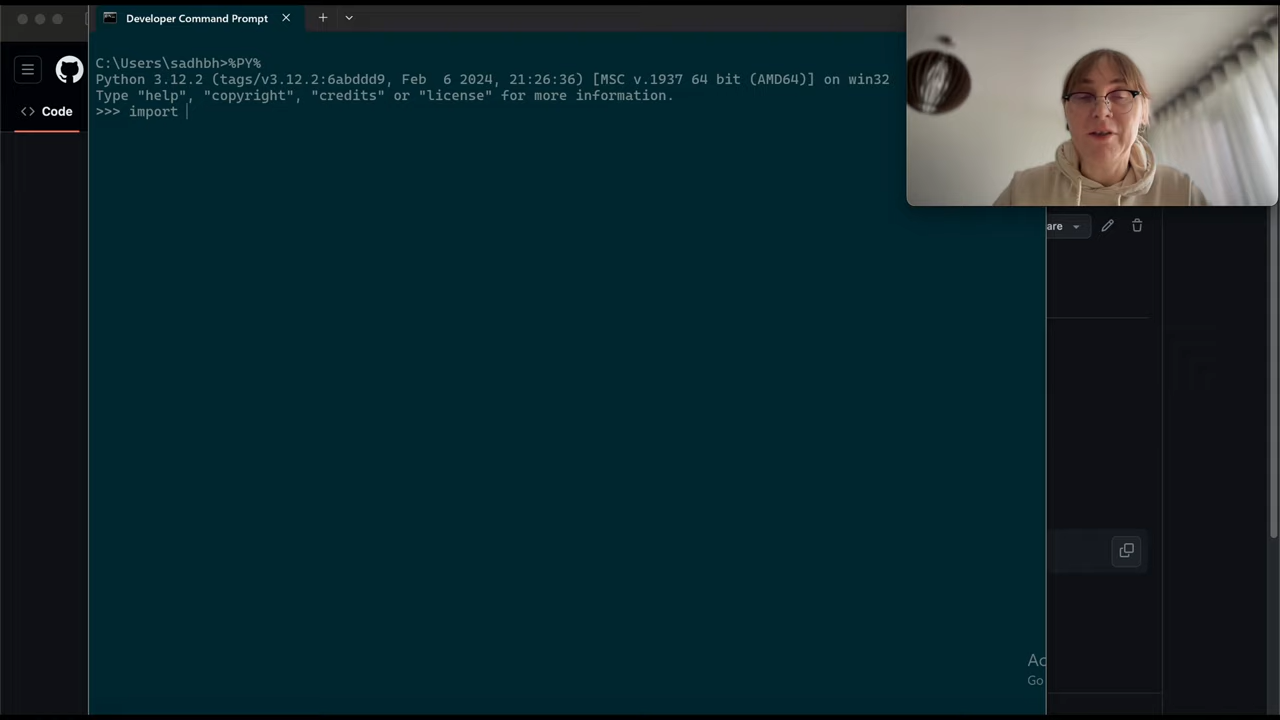 Developer Command Prompt
C:\Users\sadhbh>%PY%
Python 3.12.2 (tags/v3.12.2:6abddd9, Feb  6 2024, 21:26:36) [MSC v.1937 64 bit (AMD64)] on win32
Type "help", "copyright", "credits" or "license" for more information.
>>> import
<> Code
are
Ac
Go